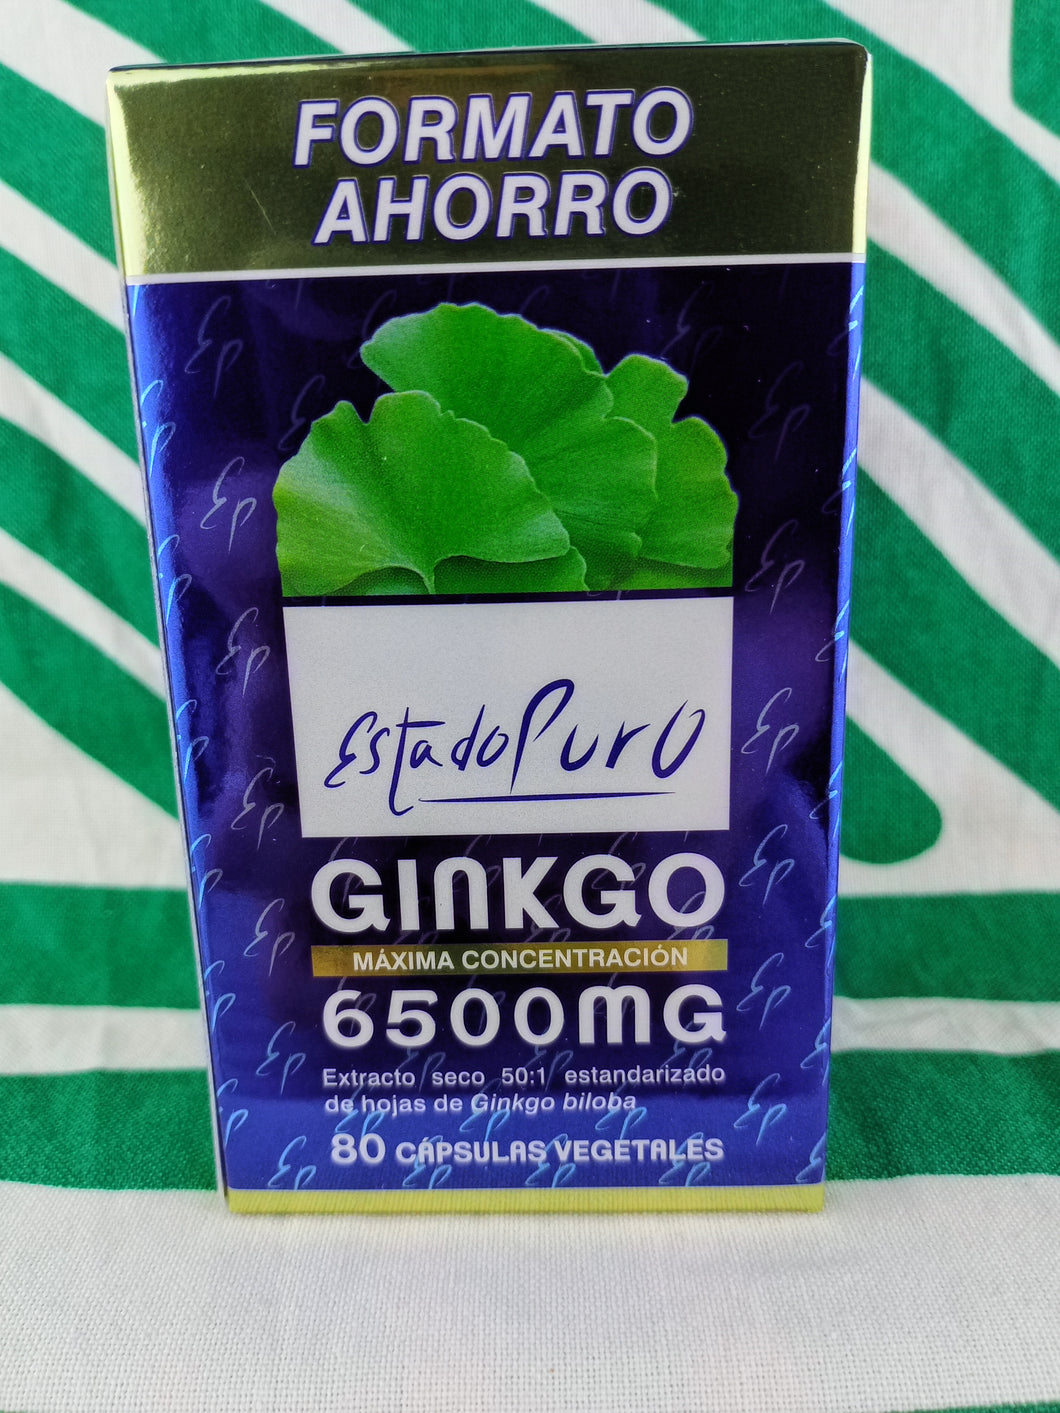 FORMATO
AHORRO
EstadoPurO
GINKGO
MÁXIMA CONCENTRACIÓN
6500MG
Extracto seco 50:1 estandarizado
de hojas de Ginkgo biloba
80 CÁPSULAS VEGETALES